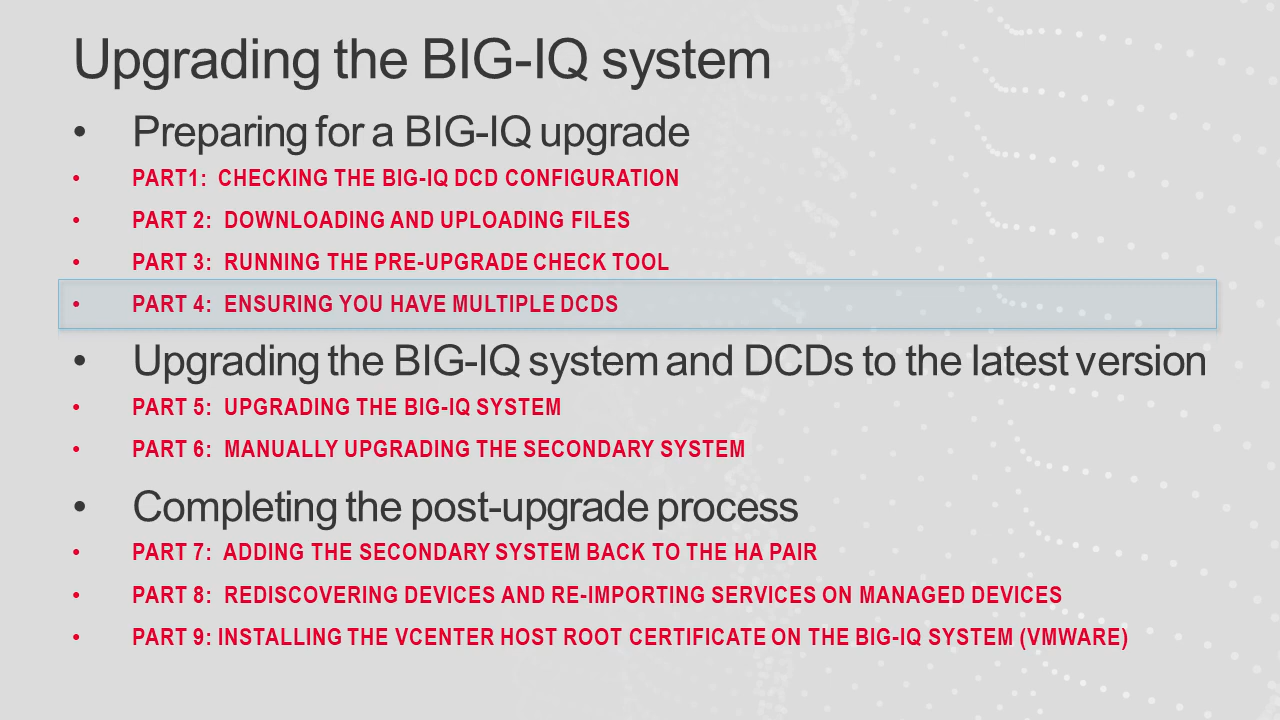 Upgrading the BIG-IQ system
• Preparing for a BIG-IQ upgrade
• PART1: CHECKING THE BIG-IQ DCD CONFIGURATION
• PART 2: DOWNLOADING AND UPLOADING FILES
• PART 3: RUNNING THE PRE-UPGRADE CHECK TOOL
• PART 4: ENSURING YOU HAVE MULTIPLE DCDS
• Upgrading the BIG-IQ system and DCDs to the latest version
• PART 5: UPGRADING THE BIG-IQ SYSTEM
• PART 6: MANUALLY UPGRADING THE SECONDARY SYSTEM
• Completing the post-upgrade process
• PART 7: ADDING THE SECONDARY SYSTEM BACK TO THE HA PAIR
• PART 8: REDISCOVERING DEVICES AND RE-IMPORTING SERVICES ON MANAGED DEVICES
• PART 9: INSTALLING THE VCENTER HOST ROOT CERTIFICATE ON THE BIG-IQ SYSTEM (VMWARE)